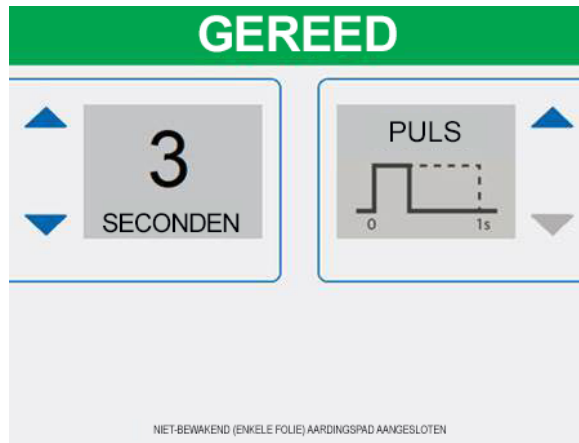 GEREED
3
SECONDEN
PULS
0 1s
NIET-BEWAKEND (ENKELE FOLIE) AARDINGSPAD AANGESLOTEN